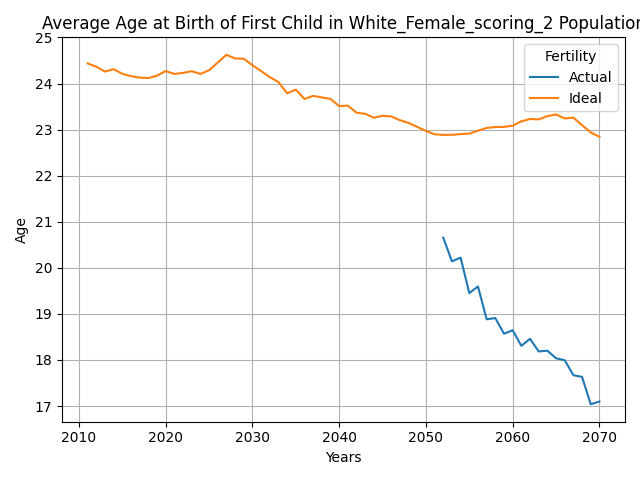 Average Age at Birth of First Child in White_Female_scoring_2 Population
Fertility
Actual
Ideal
Age
25
24
23
22
21
20
19
18
17
2010 2020 2030 2040 2050 2060 2070
Years